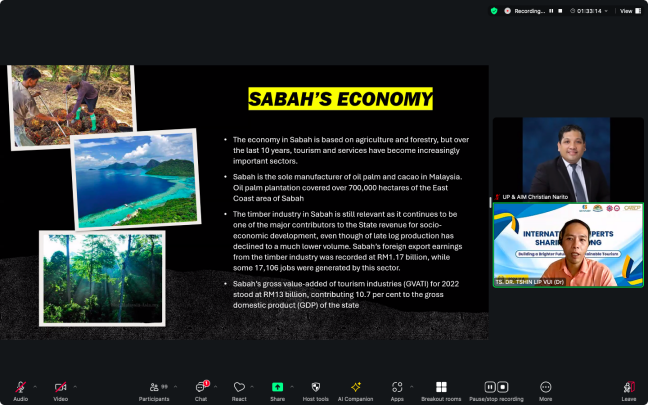 Recording...
01:33:14
View
SABAH'S ECONOMY
• The economy in Sabah is based on agriculture and forestry, but over
the last 10 years, tourism and services have become increasingly
important sectors.
• Sabah is the sole manufacturer of oil palm and cacao in Malaysia.
Oil palm plantation covered over 700,000 hectares of the East
Coast area of Sabah
• The timber industry in Sabah is still relevant as it continues to be
one of the major contributors to the State revenue for socio-
economic development, even though of late log production has
declined to a much lower volume. Sabah's foreign export earnings
from the timber industry was recorded at RM1.17 billion, while
some 17,106 jobs were generated by this sector.
• Sabah's gross value-added of tourism industries (GVATI) for 2022
stood at RM13 billion, contributing 10.7 per cent to the gross
domestic product (GDP) of the state
UP & AIM Christian Narito
TS. DR. TSHIN LIP VUI (Dr)
Audio
Video
99
Participants
1
Chat
React
Share
Host tools
AI Companion
Apps
Breakout rooms
Pause/stop recording
More
Leave